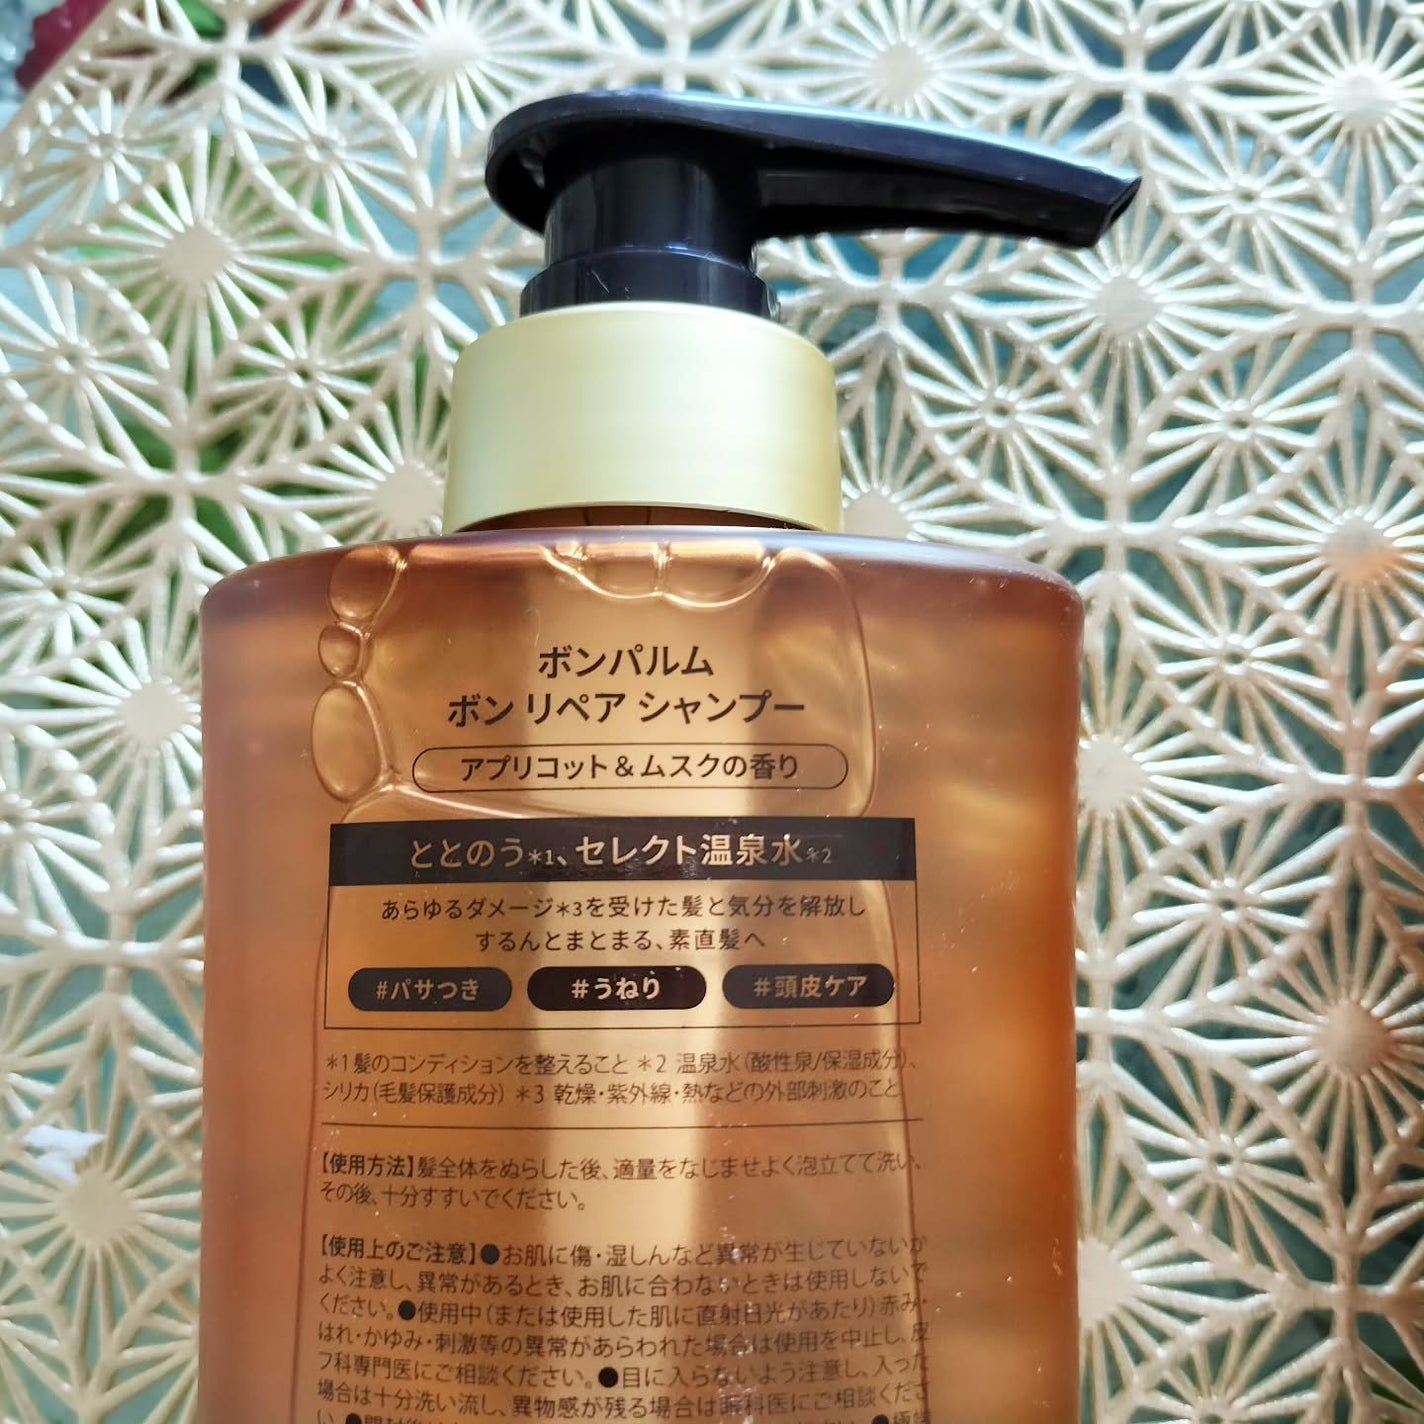 ボンパルム
ボン リペア シャンプー
アプリコット＆ムスクの香り
ととのう＊1、セレクト温泉水＊2
あらゆるダメージ＊3を受けた髪と気分を解放し
するんとまとまる、素直髪へ
#パサつき #うねり #頭皮ケア
＊1 髪のコンディションを整えること ＊2 温泉水（酸性泉/保湿成分）、
シリカ（毛髪保護成分） ＊3 乾燥・紫外線・熱などの外部刺激のこと
【使用方法】髪全体をぬらした後、適量をなじませよく泡立てて洗い、
その後、十分すすいでください。
【使用上のご注意】●お肌に傷・湿しんなど異常が生じていないか
よく注意し、異常があるとき、お肌に合わないときは使用しないで
ください。●使用中（または使用した肌に直射日光があたり）赤み・
はれ・かゆみ・刺激等の異常があらわれた場合は使用を中止し、皮
フ科専門医にご相談ください。●目に入らないよう注意し、入った
場合は十分洗い流し、異物感が残る場合は眼科医にご相談くださ
い。